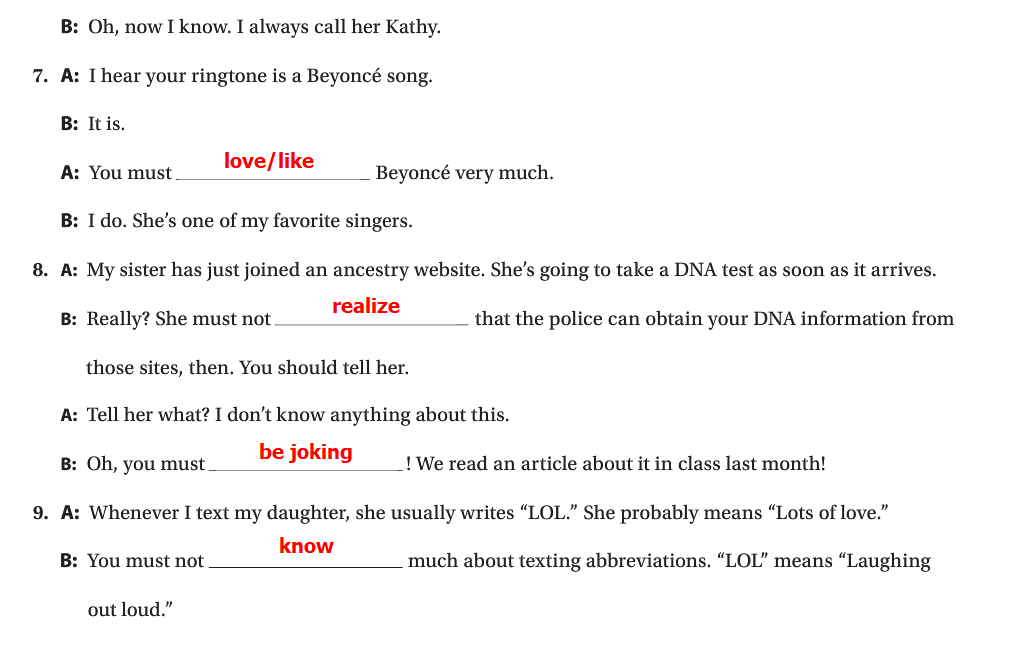 B: Oh, now I know. I always call her Kathy.
7. A: I hear your ringtone is a Beyoncé song.
B: It is.
A: You must love/like Beyoncé very much.
B: I do. She’s one of my favorite singers.
8. A: My sister has just joined an ancestry website. She’s going to take a DNA test as soon as it arrives.
B: Really? She must not realize that the police can obtain your DNA information from
those sites, then. You should tell her.
A: Tell her what? I don’t know anything about this.
B: Oh, you must be joking! We read an article about it in class last month!
9. A: Whenever I text my daughter, she usually writes “LOL.” She probably means “Lots of love.”
B: You must not know much about texting abbreviations. “LOL” means “Laughing
out loud.”